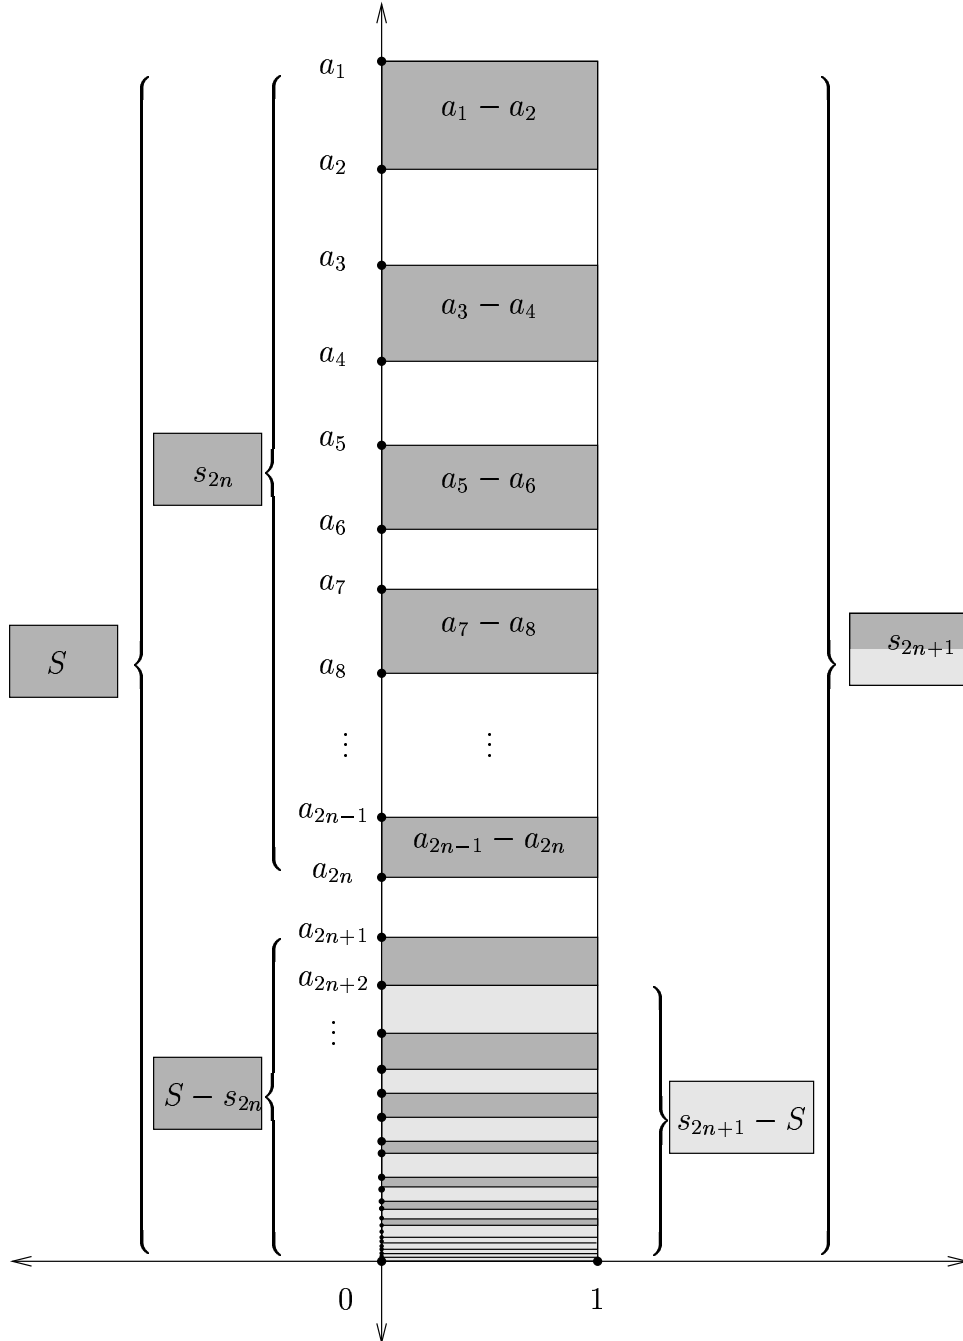 a₁
a₁ − a₂
a₂
a₃
a₃ − a₄
a₄
a₅
s₂ₙ
a₅ − a₆
a₆
a₇
a₇ − a₈
S
s₂ₙ₊₁
a₈
⋮ ⋮
a₂ₙ₋₁
a₂ₙ₋₁ − a₂ₙ
a₂ₙ
a₂ₙ₊₁
a₂ₙ₊₂
⋮
S − s₂ₙ
s₂ₙ₊₁ − S
0 1